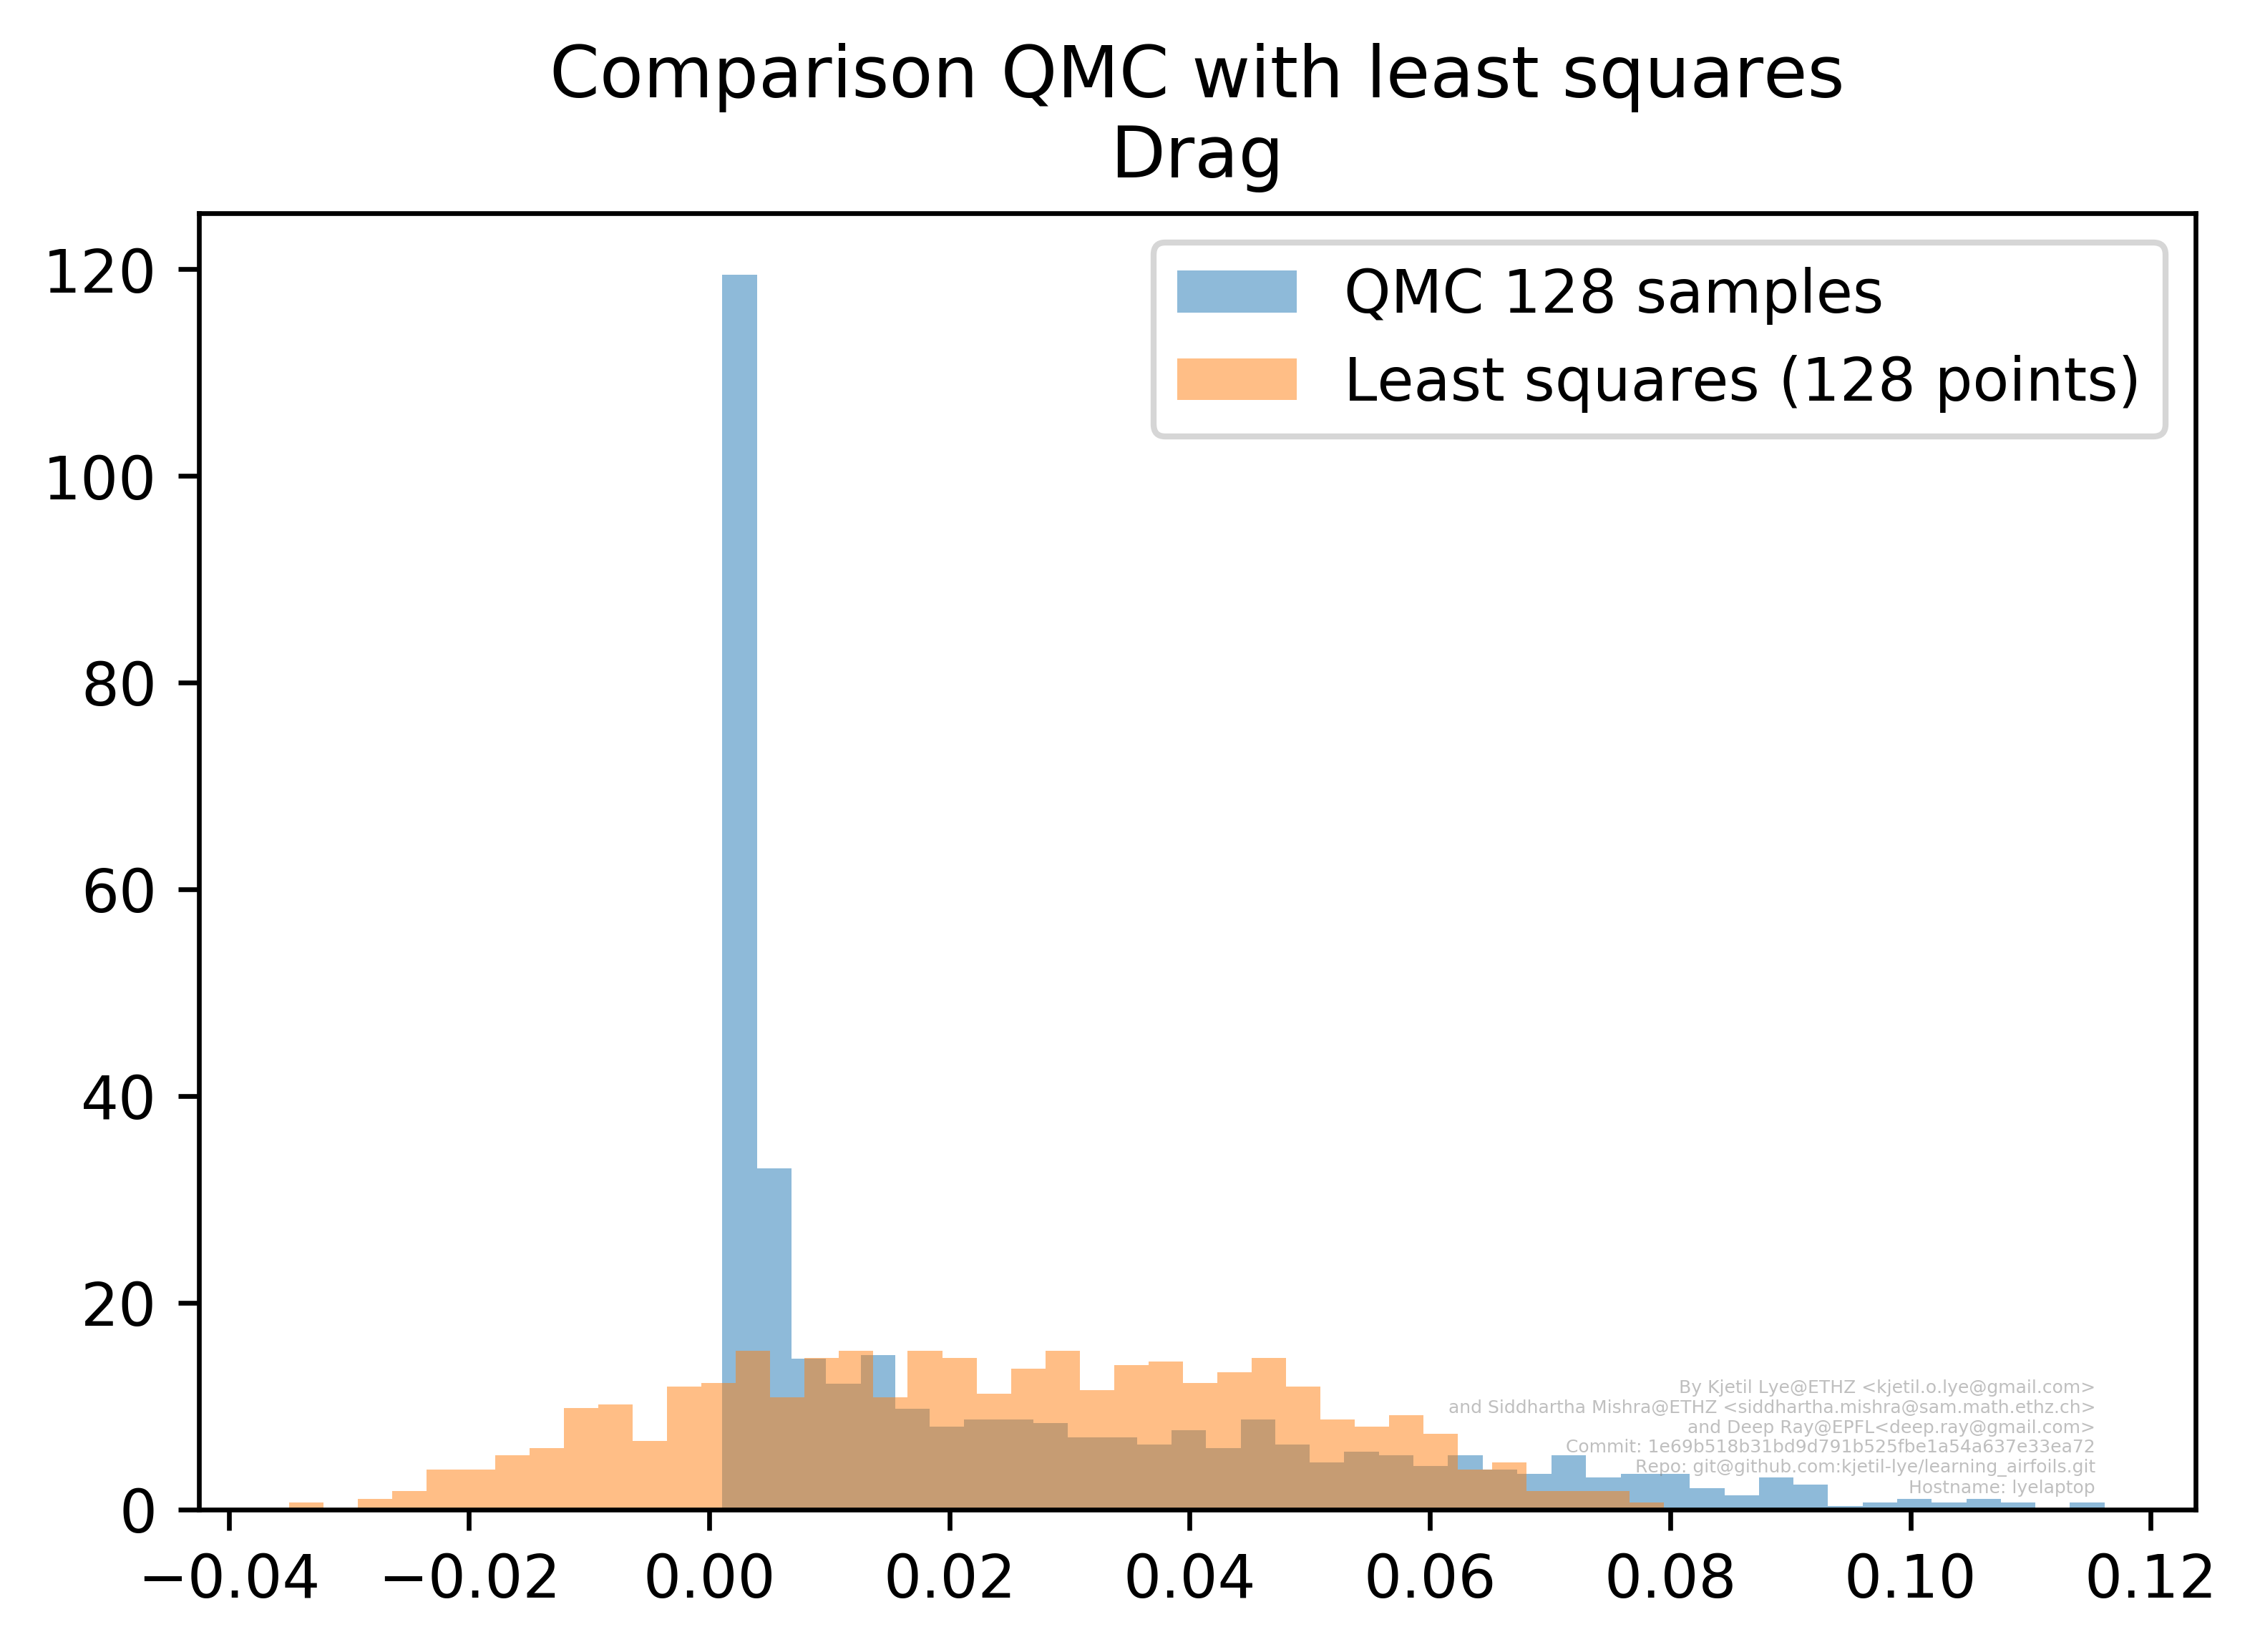 Comparison QMC with least squares
Drag
QMC 128 samples
Least squares (128 points)
120
100
80
60
40
20
0
−0.04 −0.02 0.00 0.02 0.04 0.06 0.08 0.10 0.12
By Kjetil Lye@ETHZ <kjetil.o.lye@gmail.com>
and Siddhartha Mishra@ETHZ <siddhartha.mishra@sam.math.ethz.ch>
and Deep Ray@EPFL<deep.ray@gmail.com>
Commit: 1e69b518b31bd9d791b525fbe1a54a637e33ea72
Repo: git@github.com:kjetil-lye/learning_airfoils.git
Hostname: lyelaptop